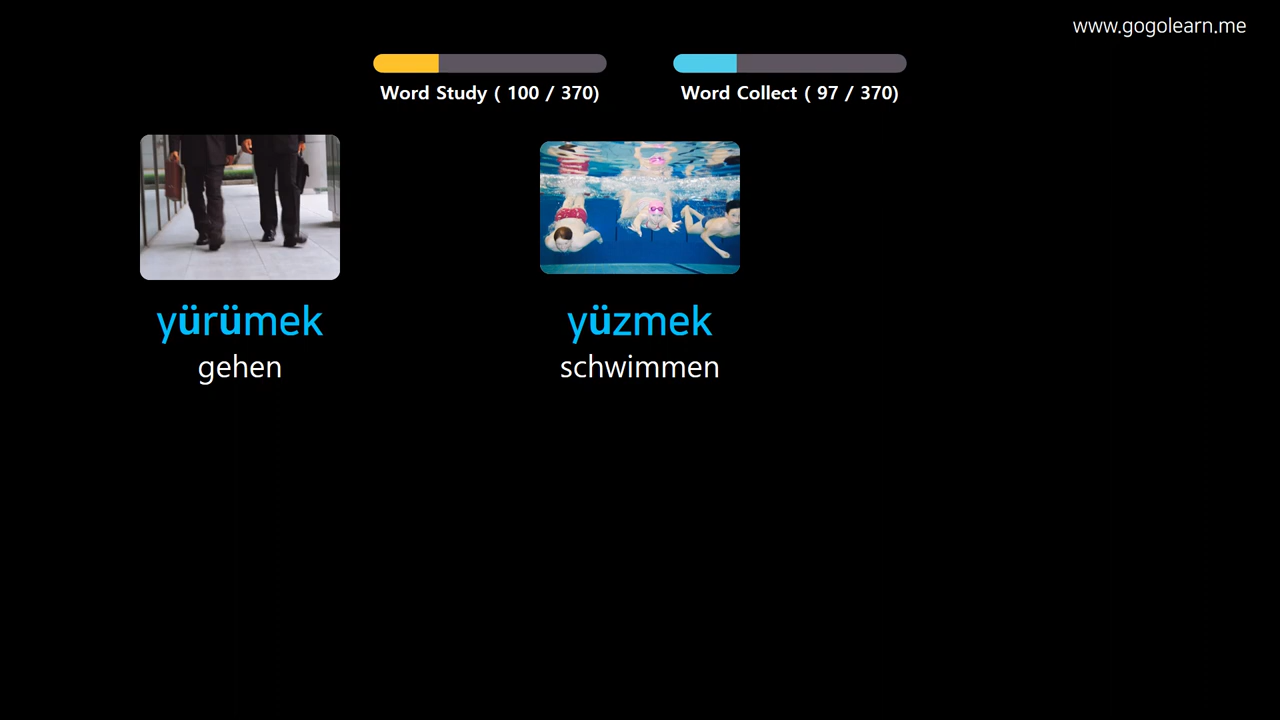 www.gogolearn.me
Word Study ( 100 / 370)
Word Collect ( 97 / 370)
yürümek
gehen
yüzmek
schwimmen